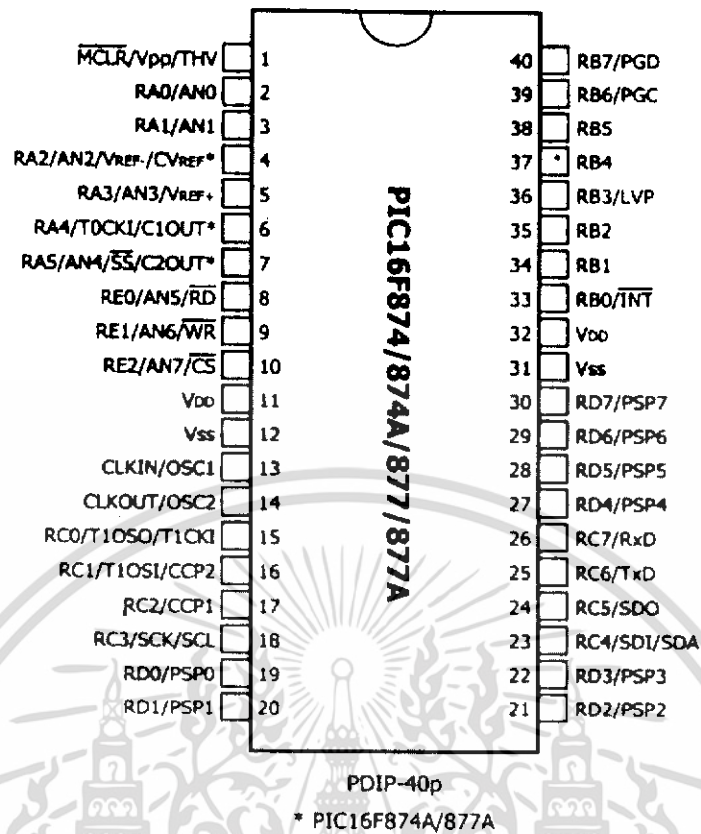 M̅C̅L̅R̅/Vpp/THV 1 40 RB7/PGD
RA0/AN0 2 39 RB6/PGC
RA1/AN1 3 38 RB5
RA2/AN2/VREF-/CVREF* 4 37 RB4
RA3/AN3/VREF+ 5 36 RB3/LVP
RA4/T0CKI/C1OUT* 6 35 RB2
RA5/AN4/S̅S̅/C2OUT* 7 34 RB1
RE0/AN5/R̅D̅ 8 33 RB0/I̅N̅T̅
RE1/AN6/W̅R̅ 9 32 VDD
RE2/AN7/C̅S̅ 10 31 Vss
VDD 11 30 RD7/PSP7
Vss 12 29 RD6/PSP6
CLKIN/OSC1 13 28 RD5/PSP5
CLKOUT/OSC2 14 27 RD4/PSP4
RC0/T1OSO/T1CKI 15 26 RC7/RxD
RC1/T1OSI/CCP2 16 25 RC6/TxD
RC2/CCP1 17 24 RC5/SDO
RC3/SCK/SCL 18 23 RC4/SDI/SDA
RD0/PSP0 19 22 RD3/PSP3
RD1/PSP1 20 21 RD2/PSP2
PIC16F874/874A/877/877A
PDIP-40p
* PIC16F874A/877A